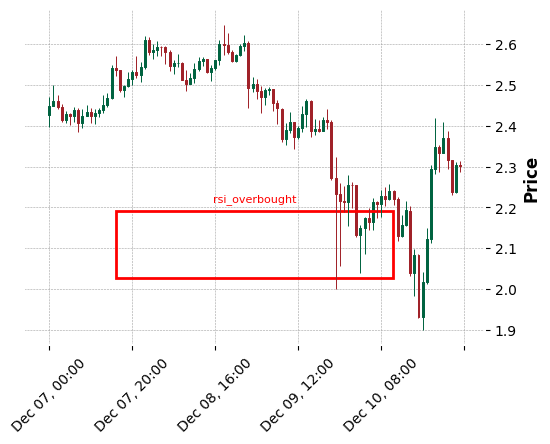 2.6
2.5
2.4
2.3
2.2
2.1
2.0
1.9
Price
rsi_overbought
Dec 07, 00:00
Dec 07, 20:00
Dec 08, 16:00
Dec 09, 12:00
Dec 10, 08:00